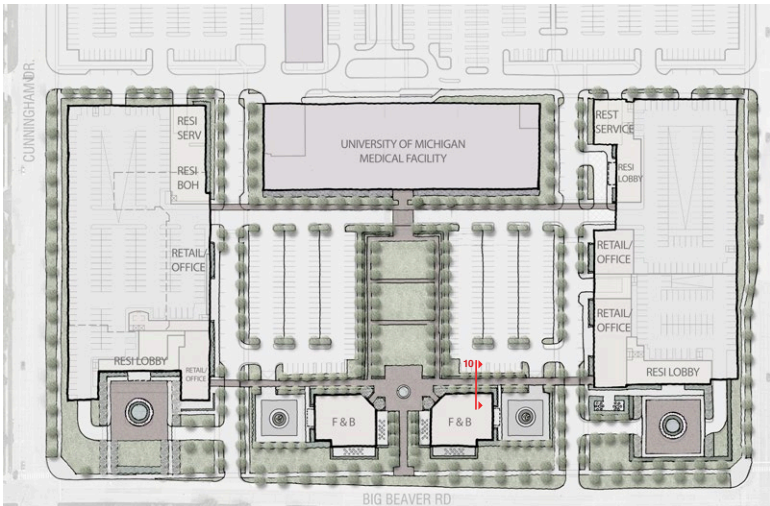 CUNNINGHAM DR.
RESI
SERV
RESI
BOH
RETAIL/
OFFICE
RESI LOBBY
RETAIL/
OFFICE
UNIVERSITY OF MICHIGAN
MEDICAL FACILITY
REST
SERVICE
RESI
LOBBY
RETAIL/
OFFICE
RETAIL/
OFFICE
RESI LOBBY
10
F & B
F & B
BIG BEAVER RD